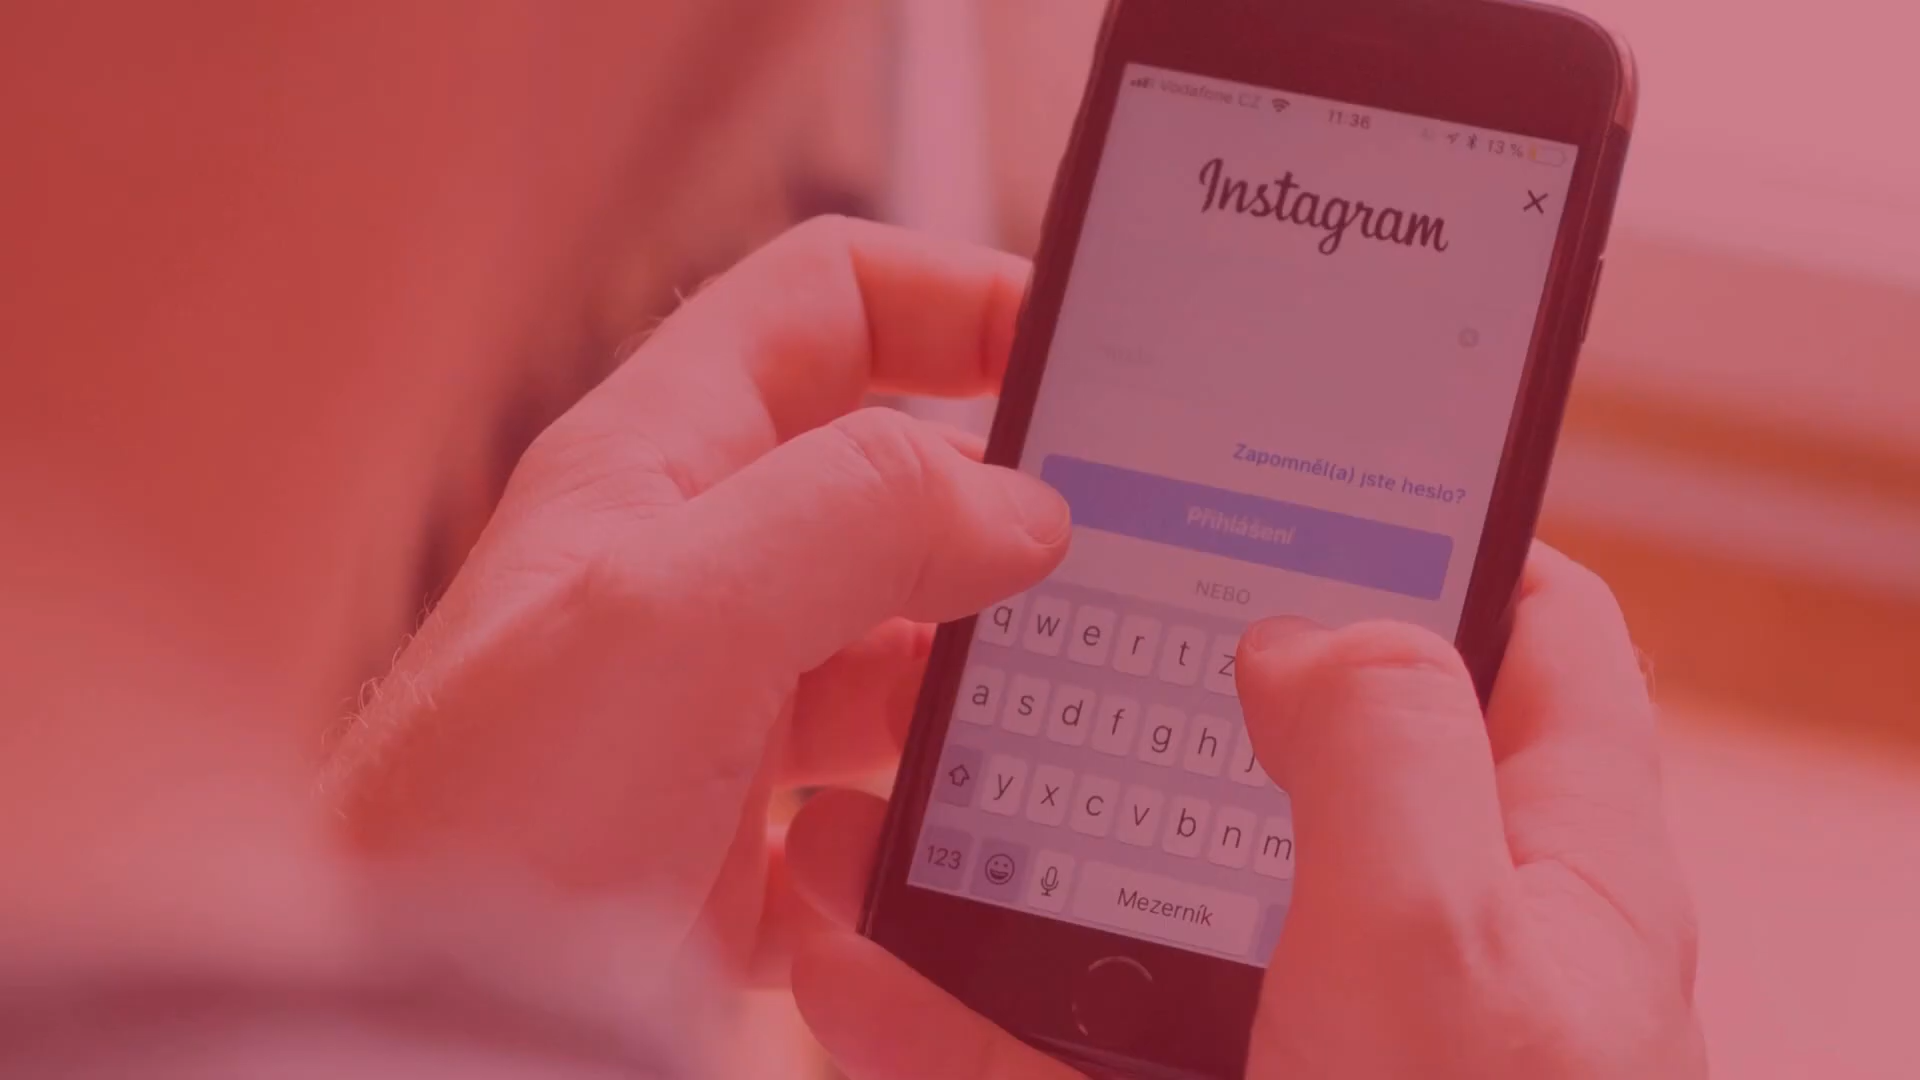 Vodafone CZ
11:36
13 %
Instagram
Zapomněl(a) jste heslo?
Přihlášení
NEBO
q w e r t z
a s d f g h j
y x c v b n m
123
Mezerník